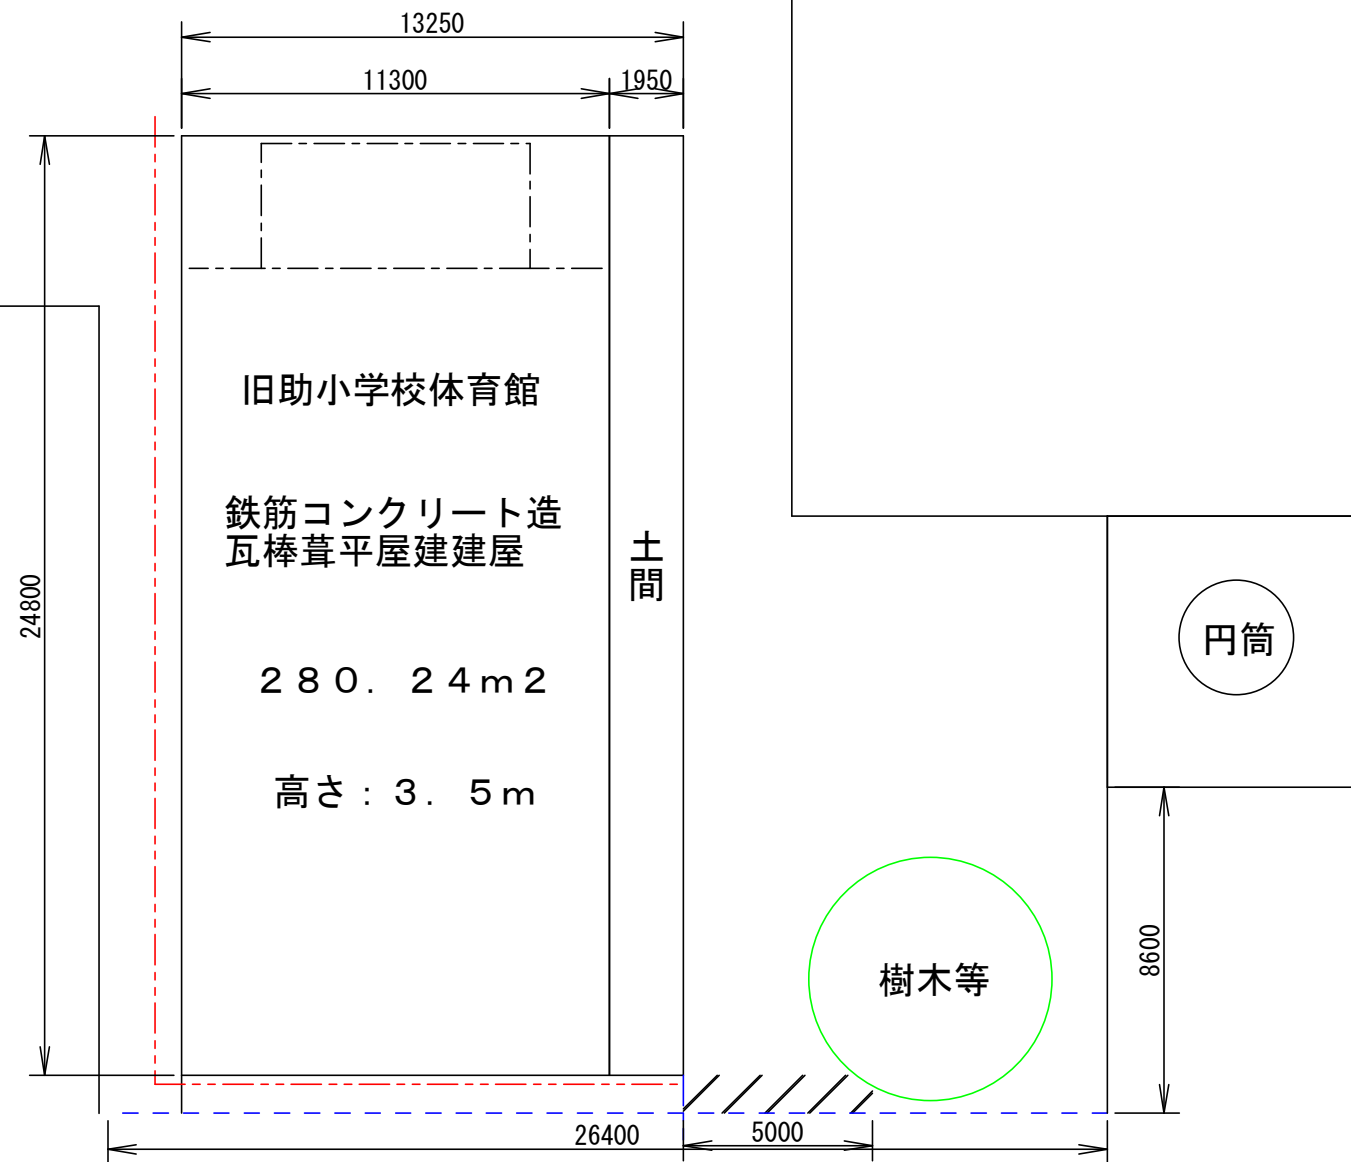 13250
11300
1950
旧助小学校体育館
鉄筋コンクリート造
瓦棒葺平屋建建屋
土間
24800
円筒
280.24m2
高さ:3.5m
8600
樹木等
26400
5000